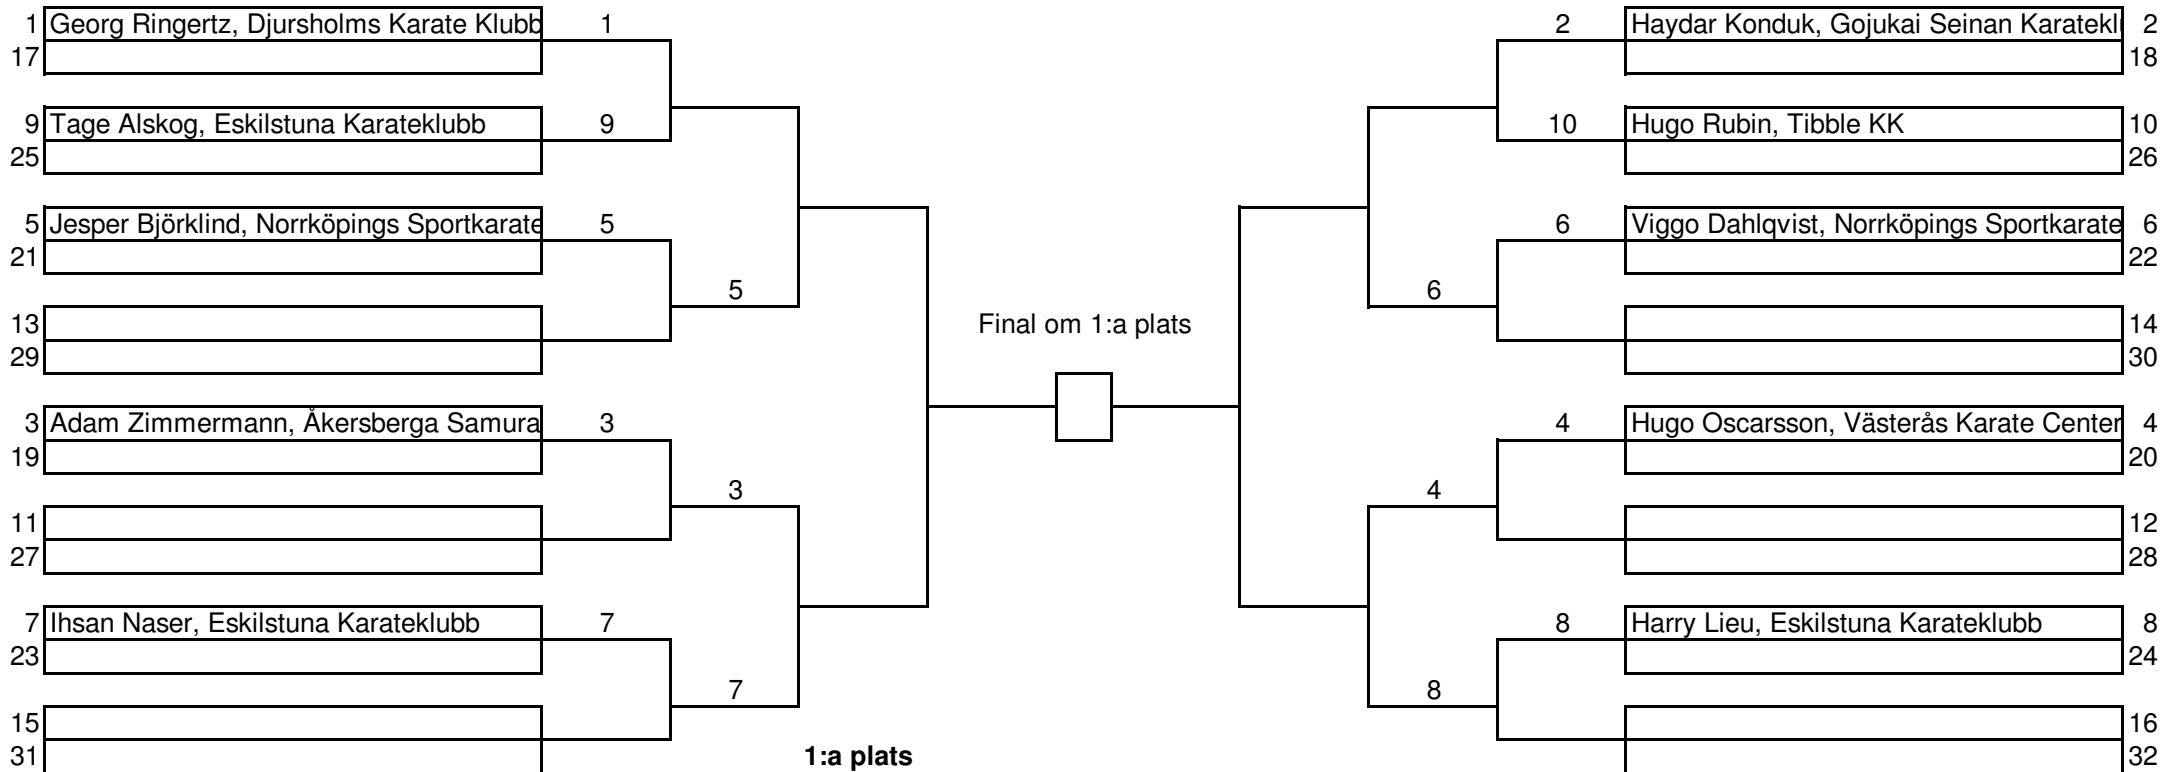 1 Georg Ringertz, Djursholms Karate Klubb 1 2 Haydar Konduk, Gojukai Seinan Karatekl 2
17 18
9 Tage Alskog, Eskilstuna Karateklubb 9 10 Hugo Rubin, Tibble KK 10
25 26
5 Jesper Björklind, Norrköpings Sportkarate 5 6 Viggo Dahlqvist, Norrköpings Sportkarate 6
21 22
5 6
13 Final om 1:a plats 14
29 30
3 Adam Zimmermann, Åkersberga Samura 3 4 Hugo Oscarsson, Västerås Karate Center 4
19 20
3 4
11 12
27 28
7 Ihsan Naser, Eskilstuna Karateklubb 7 8 Harry Lieu, Eskilstuna Karateklubb 8
23 24
7 8
15 16
31 1:a plats 32